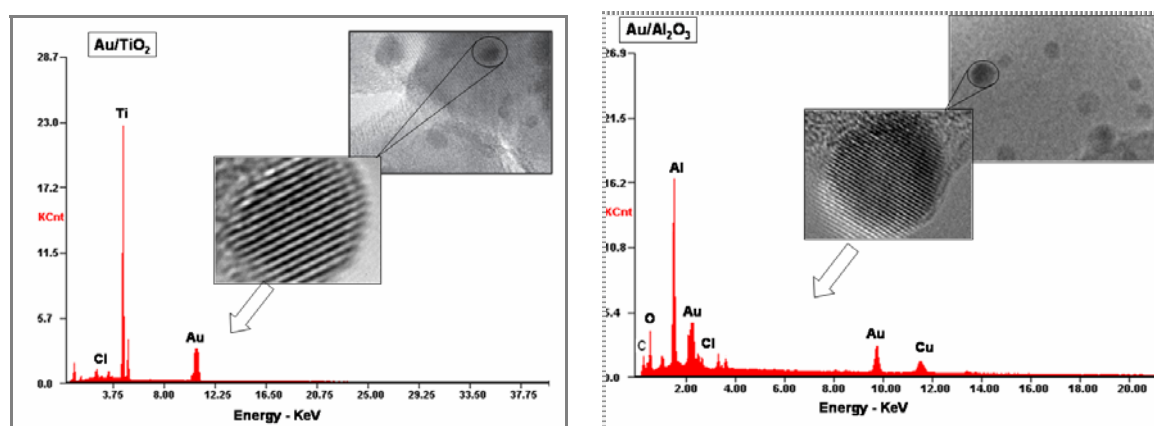 Au/TiO₂
28.7
23.0
17.2
KCnt
11.5
5.7
0.0
Ti
Cl
Au
3.75 8.00 12.25 16.50 20.75 25.00 29.25 33.50 37.75
Energy - KeV
Au/Al₂O₃
26.9
21.5
16.2
KCnt
10.8
5.4
0.0
C
O
Al
Au
Cl
Au
Cu
2.00 4.00 6.00 8.00 10.00 12.00 14.00 16.00 18.00 20.00
Energy - KeV